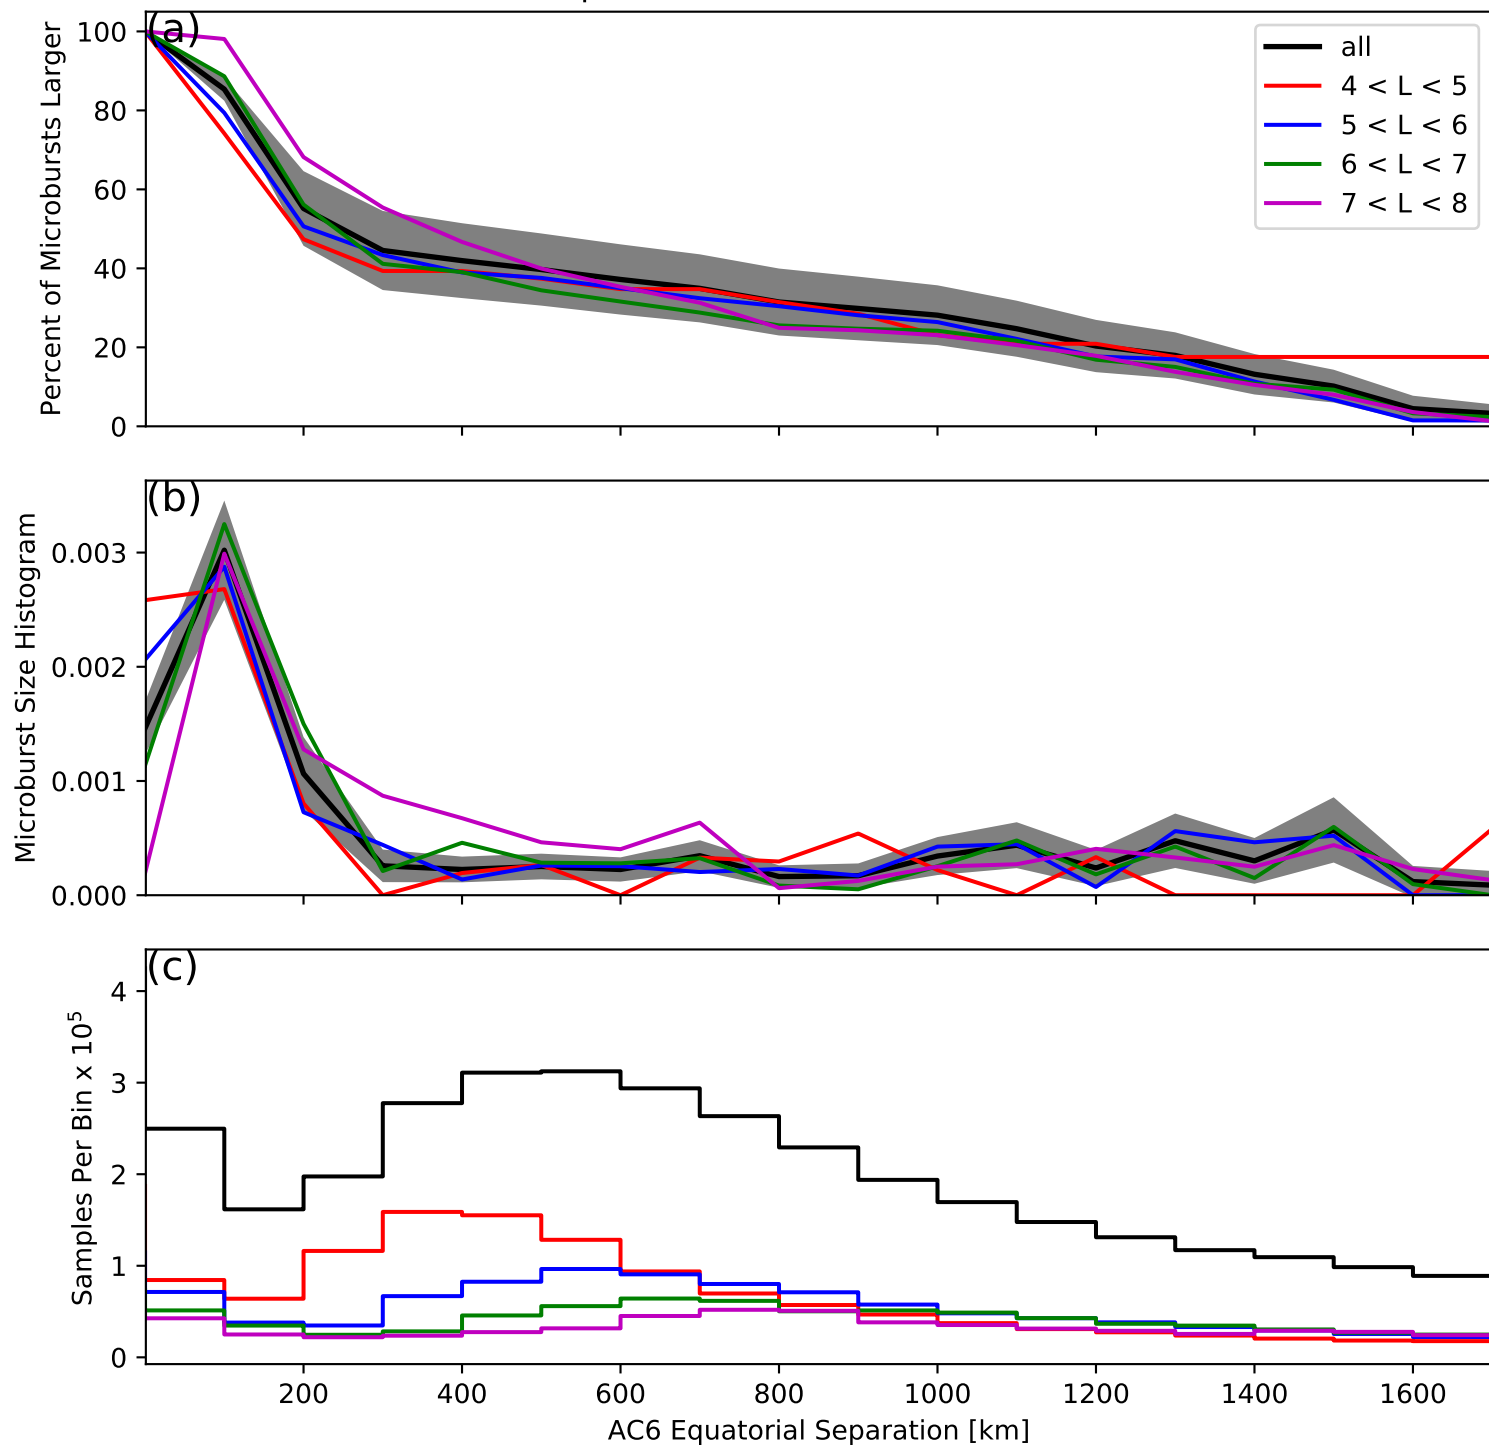 (a)
Percent of Microbursts Larger
100
80
60
40
20
0
all
4 < L < 5
5 < L < 6
6 < L < 7
7 < L < 8
(b)
Microburst Size Histogram
0.003
0.002
0.001
0.000
(c)
Samples Per Bin x 10⁵
4
3
2
1
0
200 400 600 800 1000 1200 1400 1600
AC6 Equatorial Separation [km]